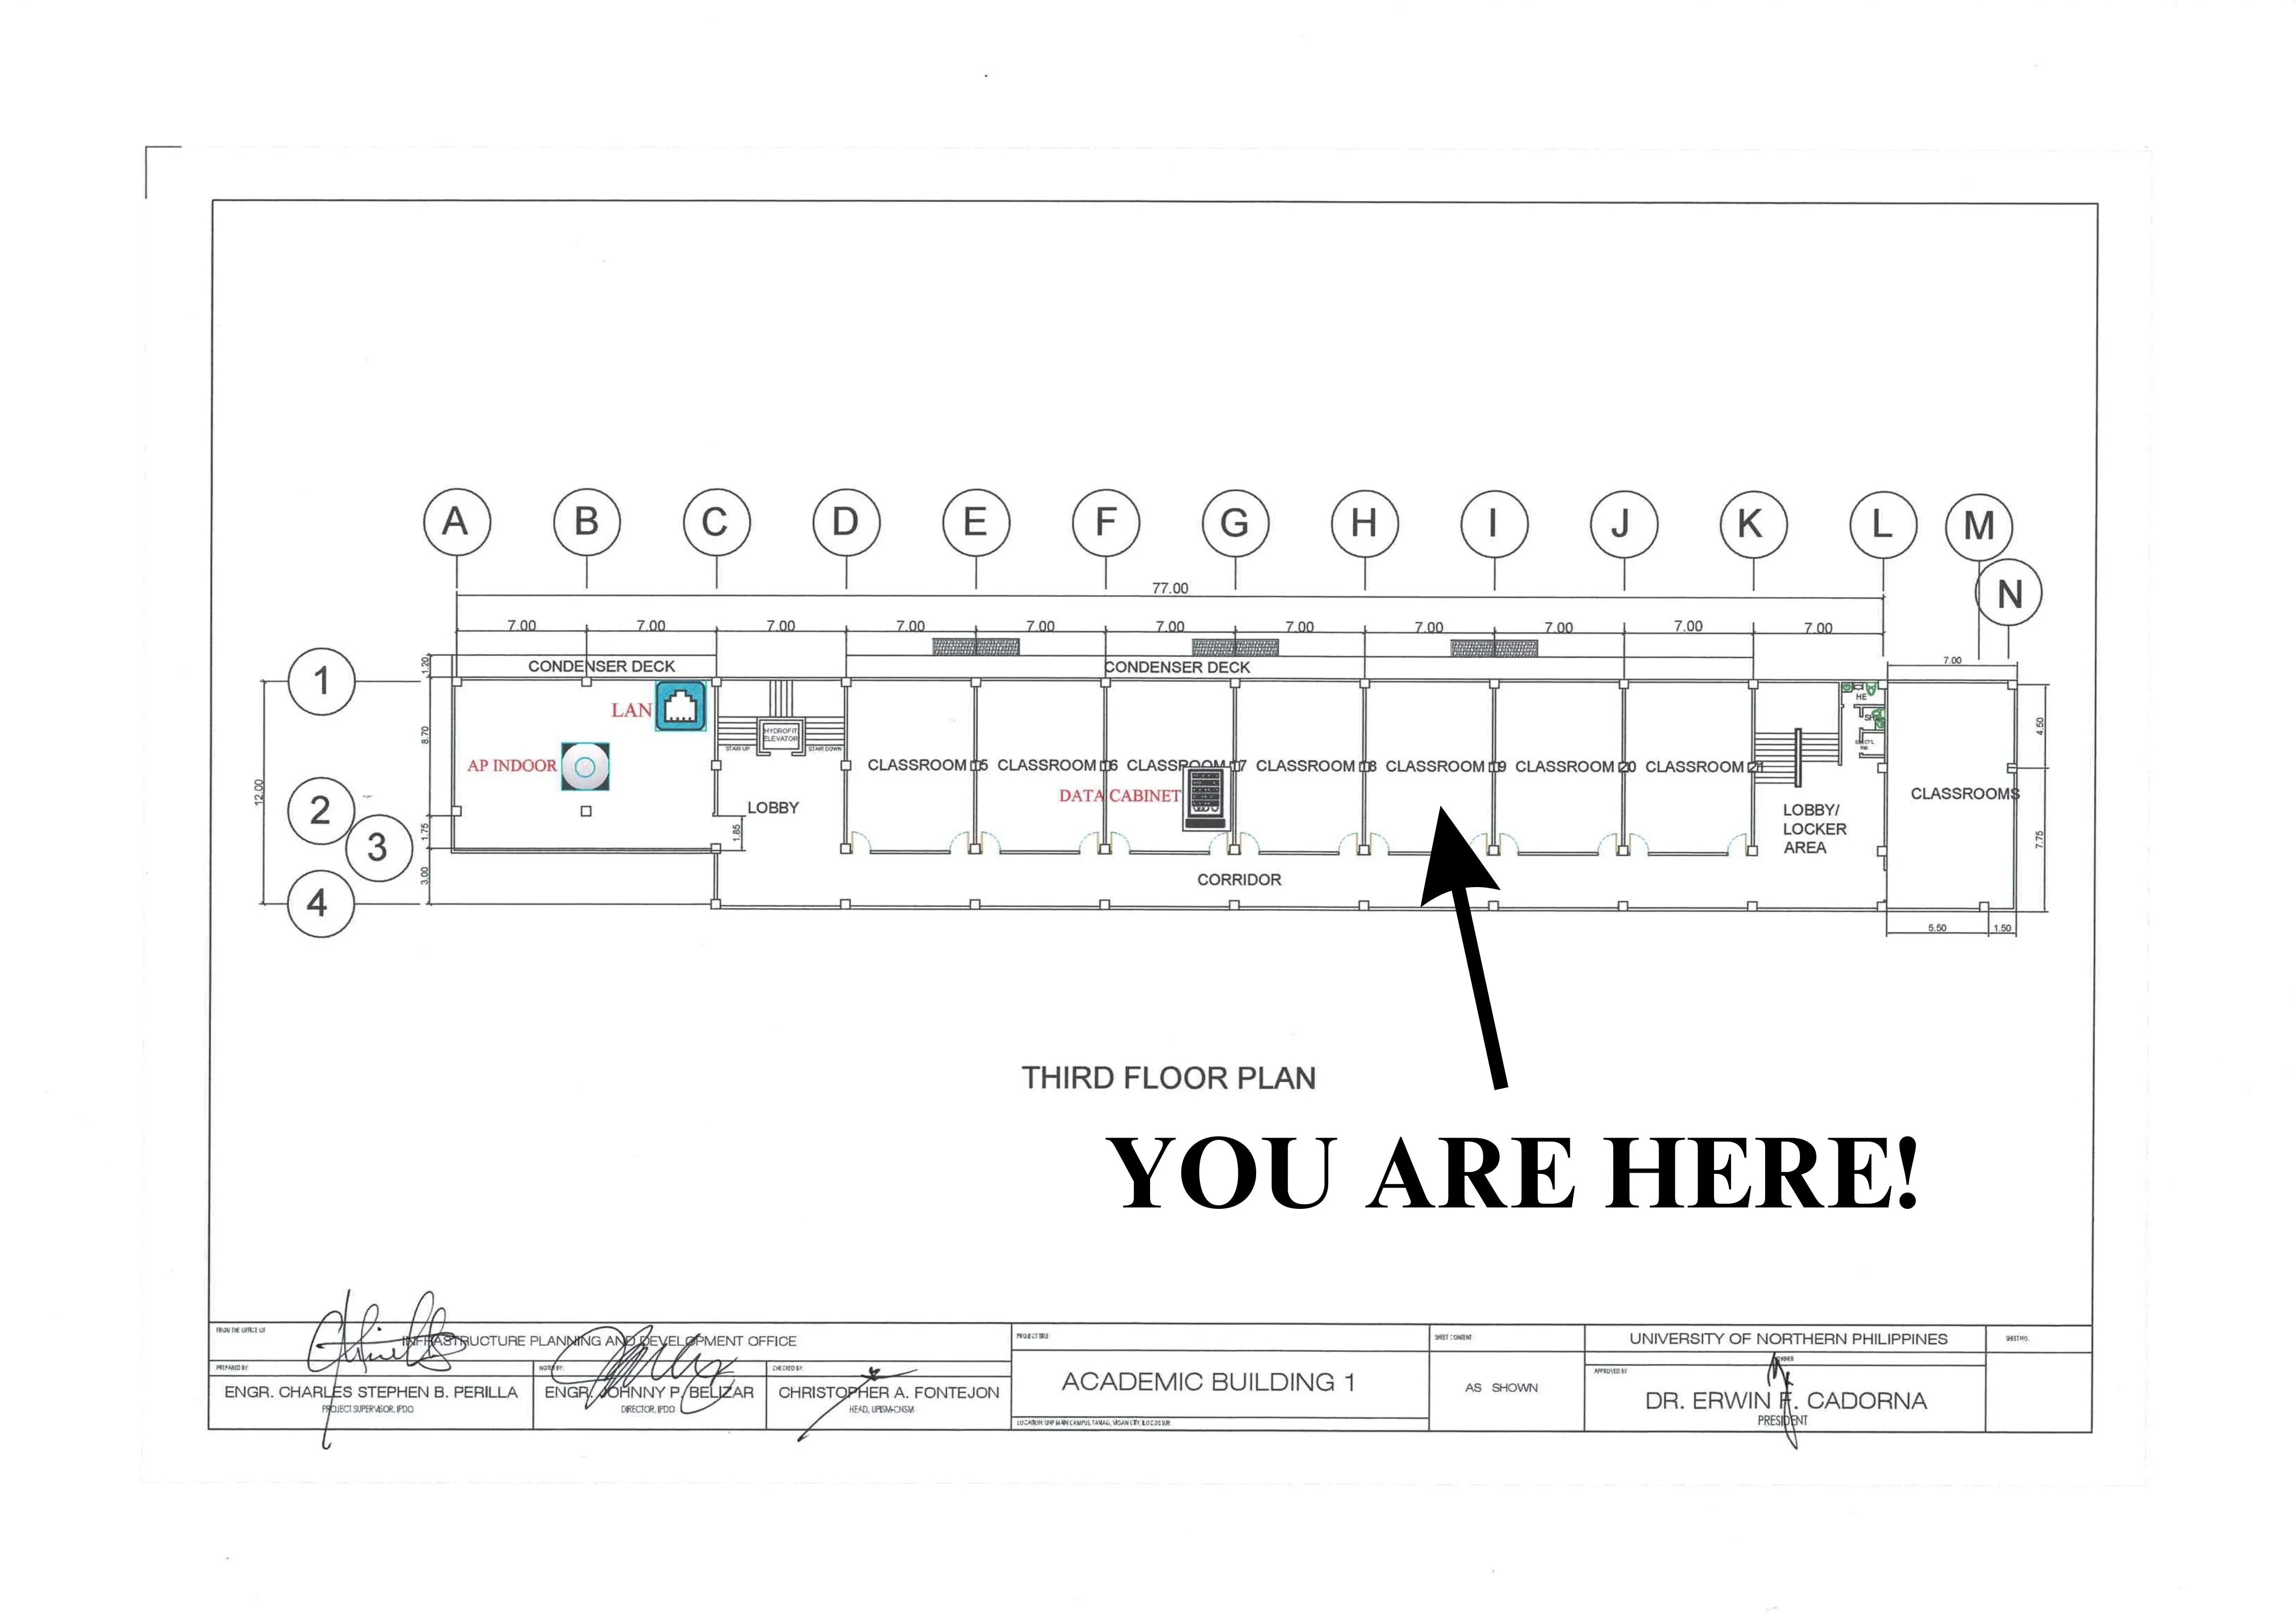 A B C D E F G H I J K L M
N
77.00
7.00 7.00 7.00 7.00 7.00 7.00 7.00 7.00 7.00 7.00 7.00
1.20
CONDENSER DECK
CONDENSER DECK
7.00
1
2
3
4
12.00
8.70
1.75
3.00
LAN
AP INDOOR
HYDROFIT
ELEVATOR
STAIR UP
STAIR DOWN
LOBBY
1.85
CLASSROOM 15 CLASSROOM 16 CLASSROOM 17 CLASSROOM 18 CLASSROOM 19 CLASSROOM 20 CLASSROOM 21
DATA CABINET
HE
LOBBY/
LOCKER
AREA
CLASSROOMS
4.50
7.75
CORRIDOR
5.50 1.50
THIRD FLOOR PLAN
YOU ARE HERE!
FROM THE OFFICE OF
INFRASTRUCTURE PLANNING AND DEVELOPMENT OFFICE
PREPARED BY:
ENGR. CHARLES STEPHEN B. PERILLA
PROJECT SUPERVISOR, IPDO
NOTED BY:
ENGR. JOHNNY P. BELIZAR
DIRECTOR, IPDO
CHECKED BY:
CHRISTOPHER A. FONTEJON
HEAD, UPISM-CNSM
PROJECT TITLE
ACADEMIC BUILDING 1
LOCATION: UNP MAIN CAMPUS, TAMAG, VIGAN CITY, ILOCOS SUR
SHEET CONTENT
AS SHOWN
UNIVERSITY OF NORTHERN PHILIPPINES
OWNER
APPROVED BY
DR. ERWIN F. CADORNA
PRESIDENT
SHEET NO.